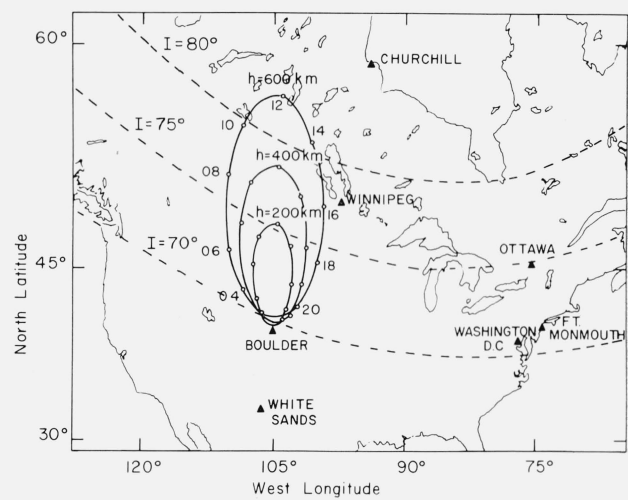 60°
I=80°
CHURCHILL
h=600 km
12
10
14
I=75°
h=400 km
08
WINNIPEG
16
h=200 km
I=70°
06
OTTAWA
45°
18
04
20
BOULDER
WASHINGTON
D.C
FT.
MONMOUTH
WHITE
SANDS
30°
120°
105°
90°
75°
West Longitude
North Latitude